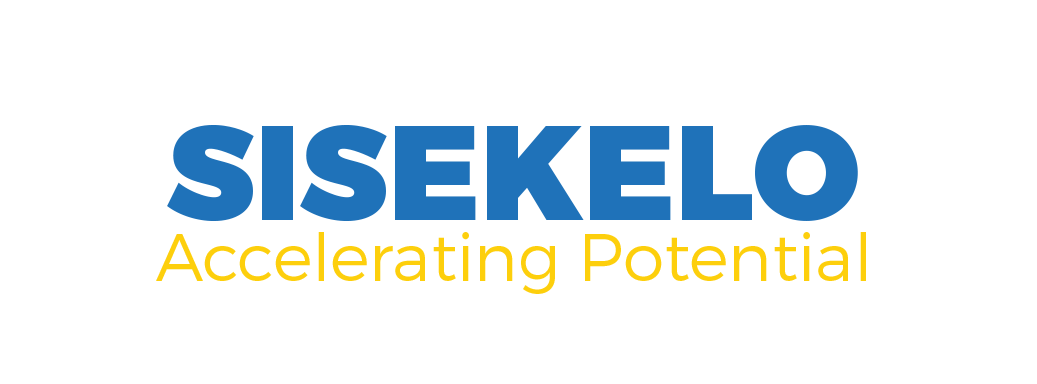 SISEKELO
Accelerating Potential